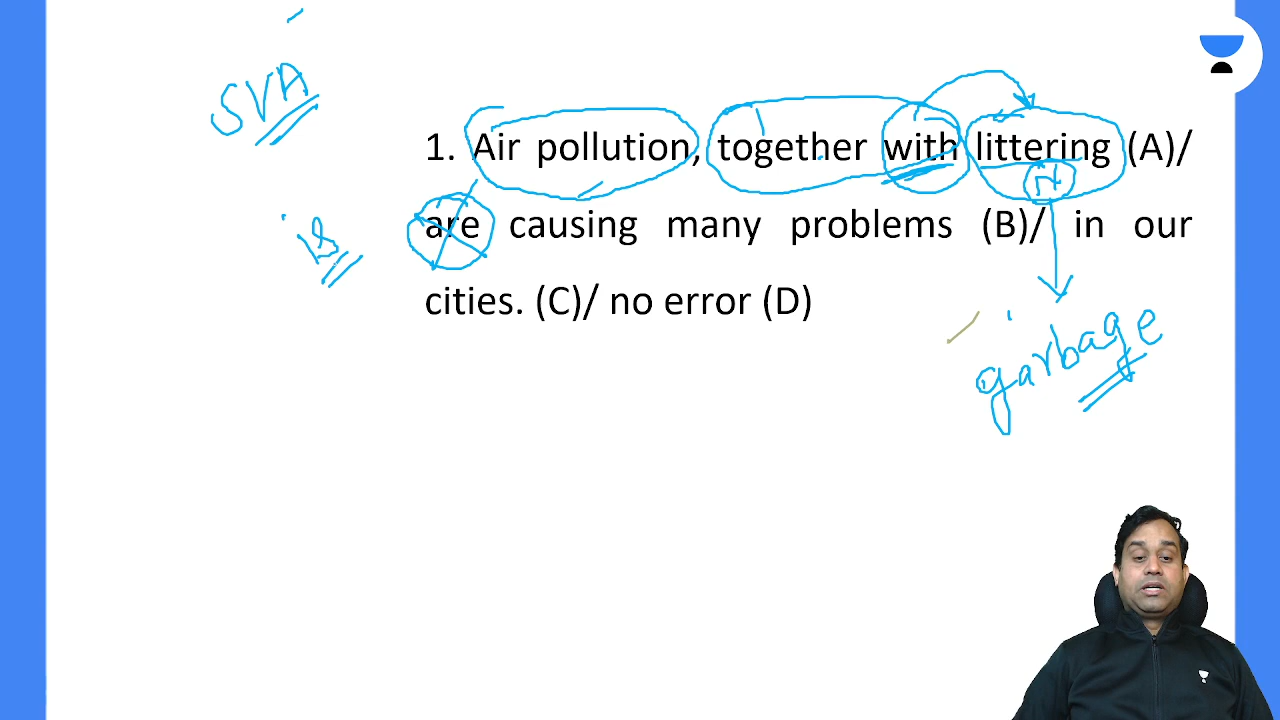 SVA
1. Air pollution, together with littering (A)/
N
is
are causing many problems (B)/ in our
cities. (C)/ no error (D)
garbage